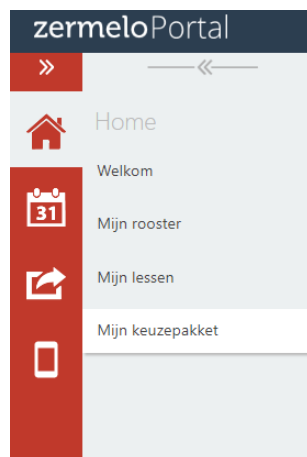 zermeloPortal
Home
Welkom
31
Mijn rooster
Mijn lessen
Mijn keuzepakket